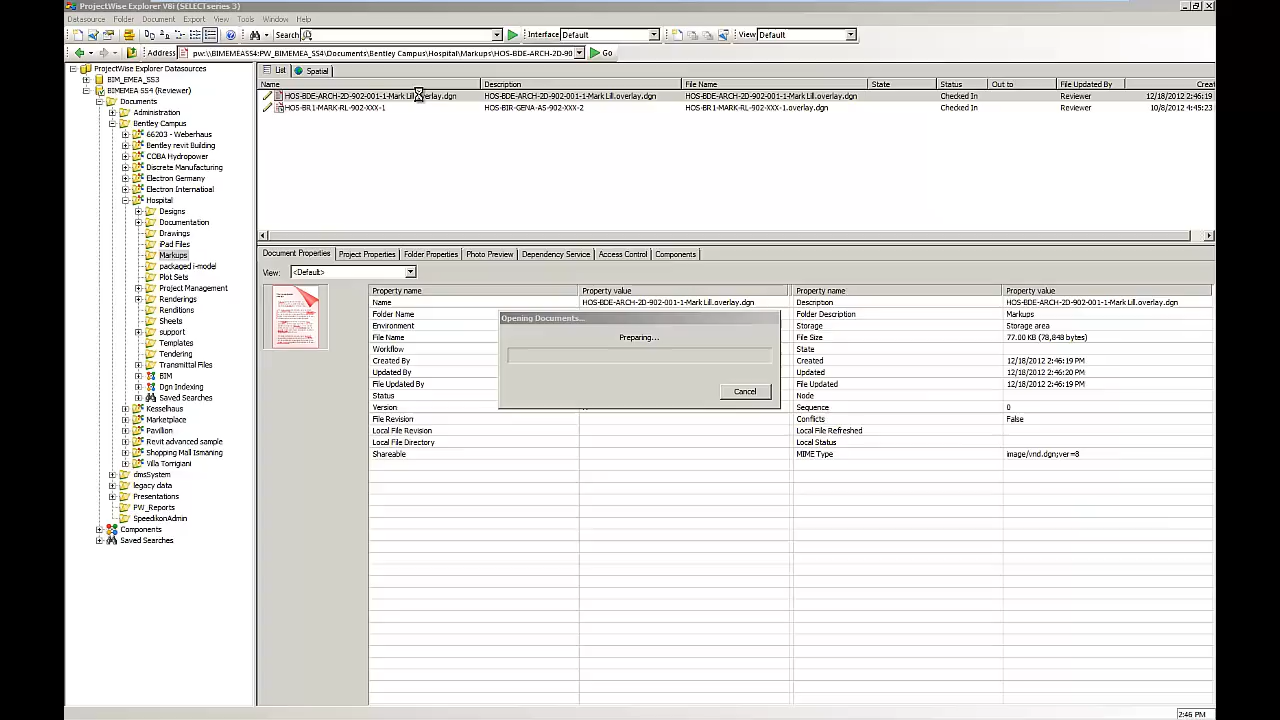 ProjectWise Explorer V8i (SELECTseries 3)
Datasource Folder Document Export View Tools Window Help
Search Interface Default View Default
Address pw:\\BIMEMEASS4:PW_BIMEMEA_SS4\Documents\Bentley Campus\Hospital\Markups\HOS-BDE-ARCH-2D-90 Go
ProjectWise Explorer Datasources
BIM_EMEA_SS3
BIMEMEA SS4 (Reviewer)
Documents
Administration
Bentley Campus
66203 - Weberhaus
Bentley revit Building
COBA Hydropower
Discrete Manufacturing
Electron Germany
Electron Internatioal
Hospital
Designs
Documentation
Drawings
iPad Files
Markups
packaged i-model
Plot Sets
Project Management
Renderings
Renditions
Sheets
support
Templates
Tendering
Transmittal Files
BIM
Dgn Indexing
Saved Searches
Kesselhaus
Marketplace
Pavillion
Revit advanced sample
Shopping Mall Ismaning
Villa Torrigiani
dmsSystem
legacy data
Presentations
PW_Reports
SpeedikonAdmin
Components
Saved Searches
List Spatial
Name Description File Name State Status Out to File Updated By Creat
HOS-BDE-ARCH-2D-902-001-1-Mark Lill.overlay.dgn HOS-BDE-ARCH-2D-902-001-1-Mark Lill.overlay.dgn HOS-BDE-ARCH-2D-902-001-1-Mark Lill.overlay.dgn Checked In Reviewer 12/18/2012 2:46:19
HOS-BR1-MARK-RL-902-XXX-1 HOS-BIR-GENA-AS-902-XXX-2 HOS-BR1-MARK-RL-902-XXX-1.overlay.dgn Checked In Reviewer 10/8/2012 4:45:23
Document Properties Project Properties Folder Properties Photo Preview Dependency Service Access Control Components
View: <Default>
Property name Property value Property name Property value
Name HOS-BDE-ARCH-2D-902-001-1-Mark Lill.overlay.dgn Description HOS-BDE-ARCH-2D-902-001-1-Mark Lill.overlay.dgn
Folder Name Folder Description Markups
Environment Storage Storage area
File Name File Size 77.00 KB (78,848 bytes)
Workflow State
Created By Created 12/18/2012 2:46:19 PM
Updated By Updated 12/18/2012 2:46:20 PM
File Updated By File Updated 12/18/2012 2:46:19 PM
Status Node
Version Sequence 0
File Revision Conflicts False
Local File Revision Local File Refreshed
Local File Directory Local Status
Shareable MIME Type image/vnd.dgn;ver=8
Opening Documents...
Preparing...
Cancel
2:46 PM